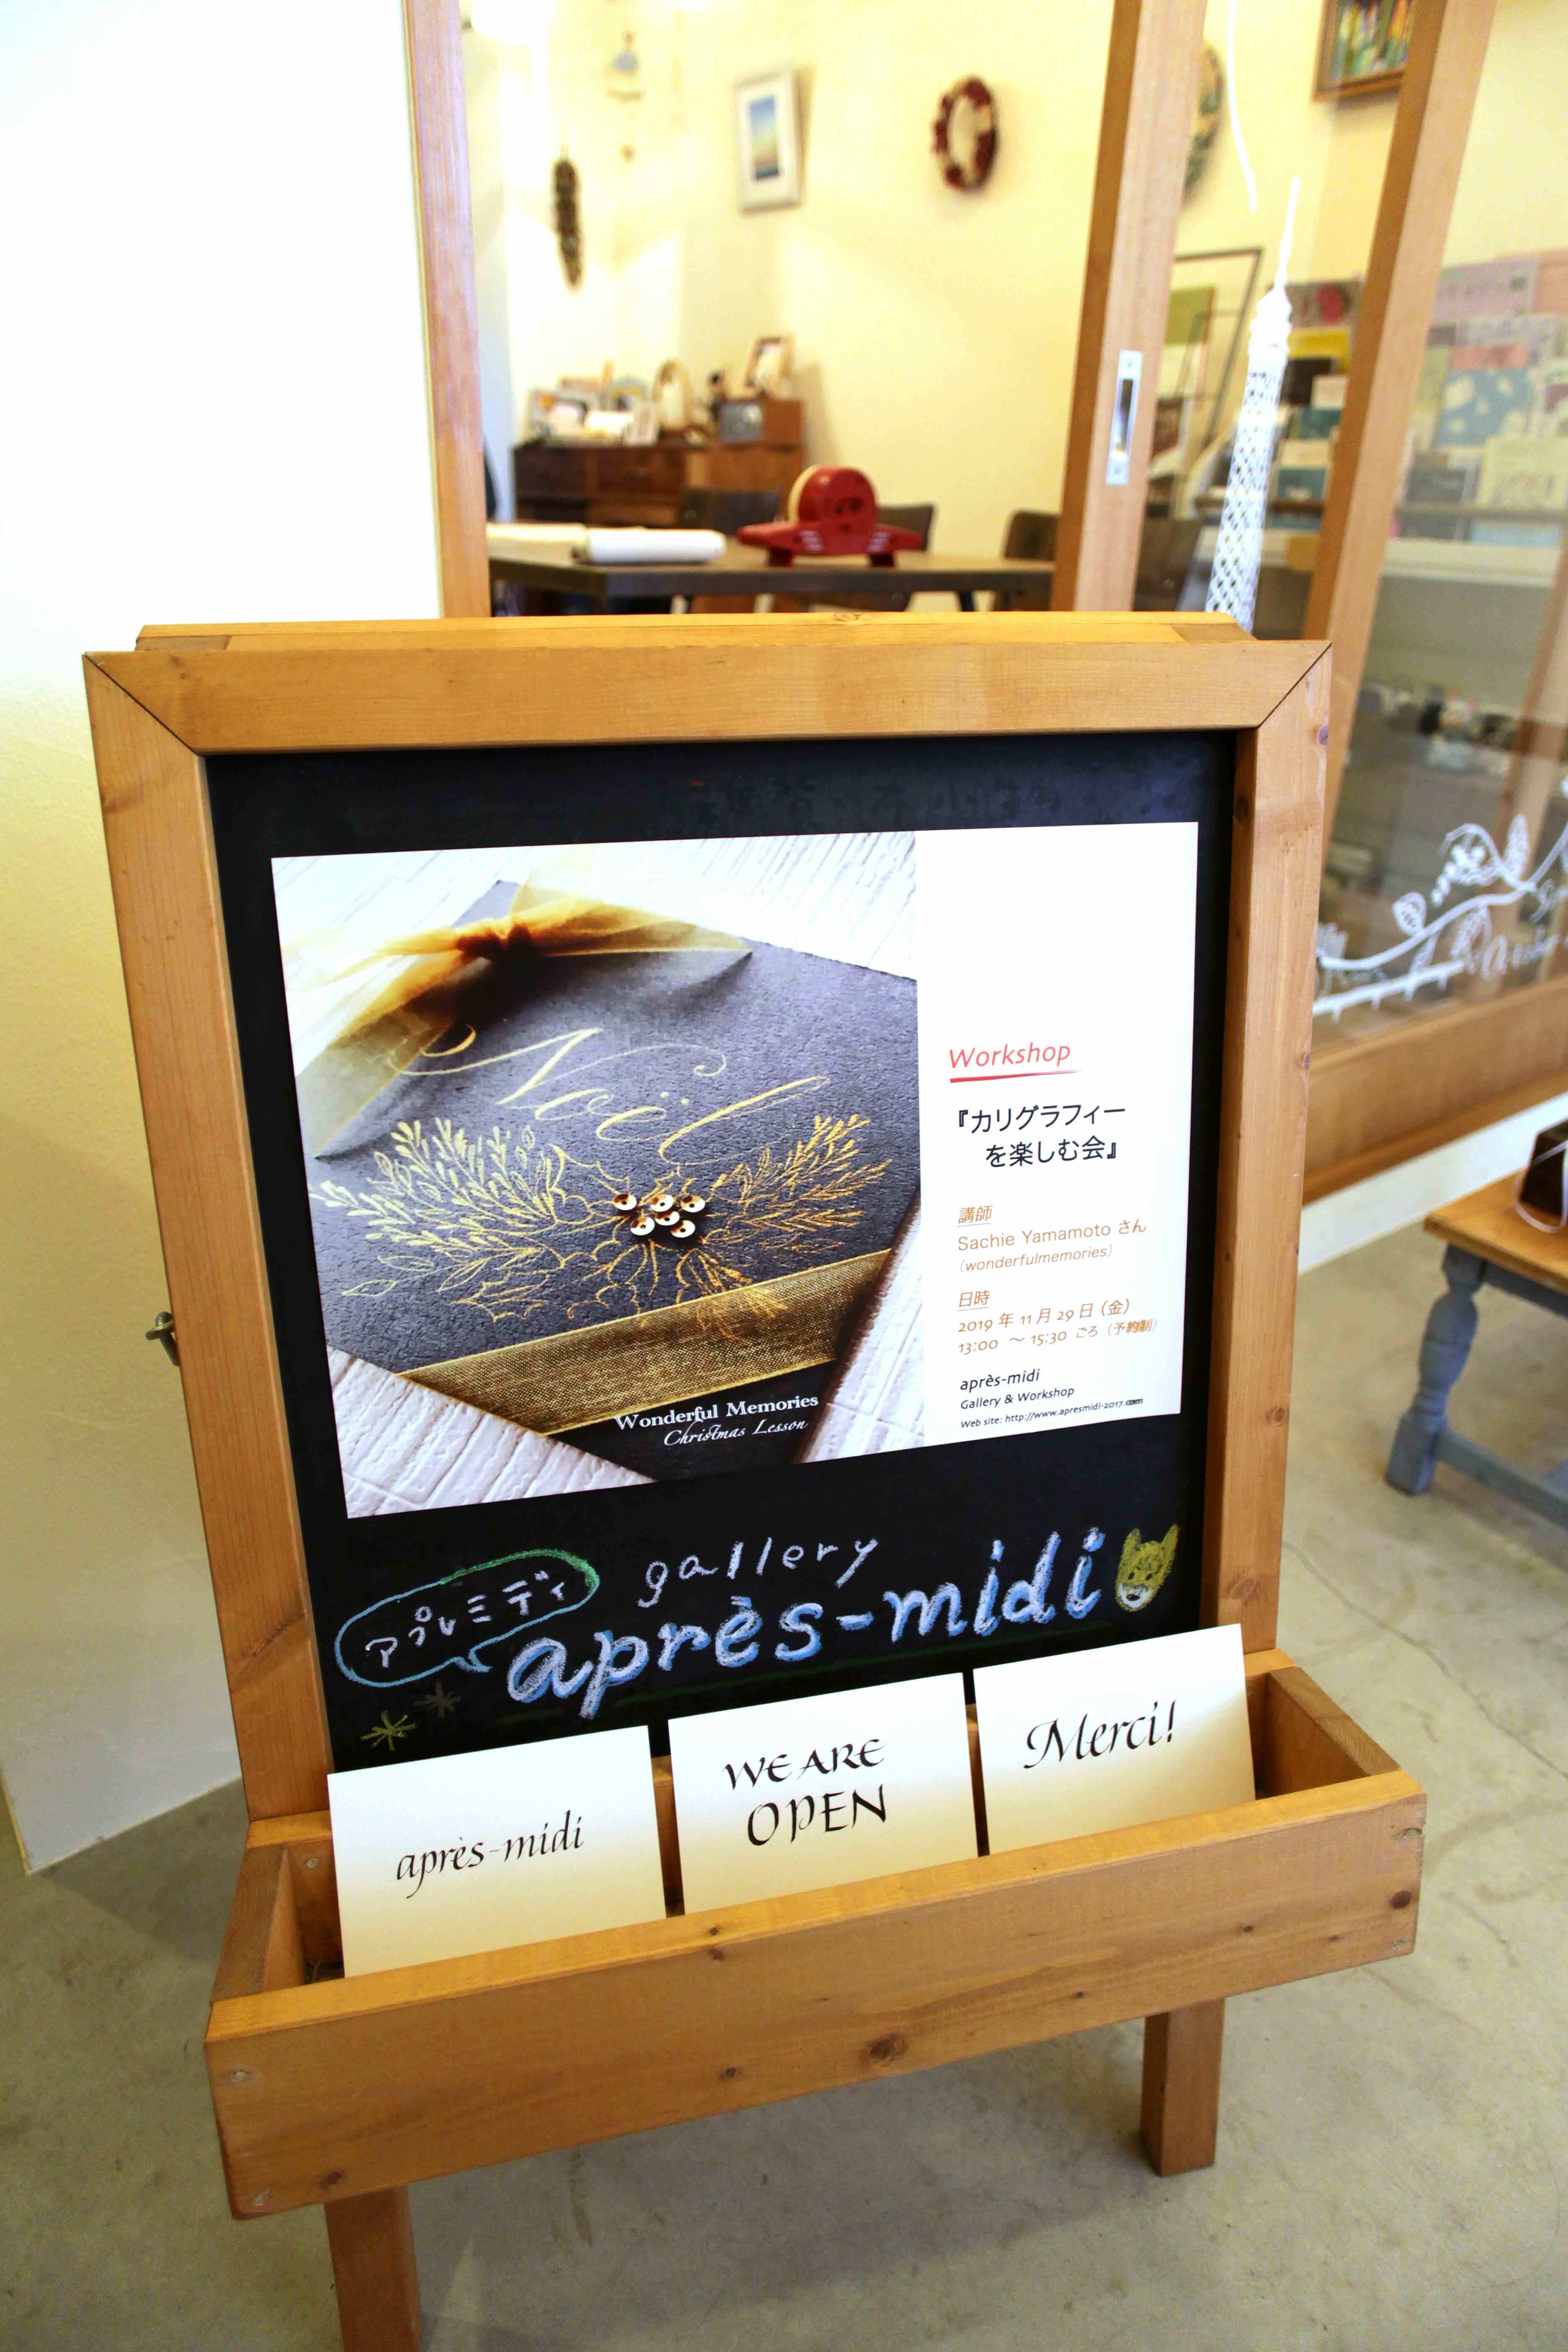 Noël
Wonderful Memories
Christmas Lesson
Workshop
『カリグラフィー
を楽しむ会』
講師
Sachie Yamamoto さん
(wonderfulmemories)
日時
2019 年 11 月 29 日 (金)
13:00 ～ 15:30 ごろ (予約制)
après-midi
Gallery & Workshop
Web site: http://www.apresmidi-2017.com
アプレミディ
gallery
après-midi
après-midi
WE ARE
OPEN
Merci!